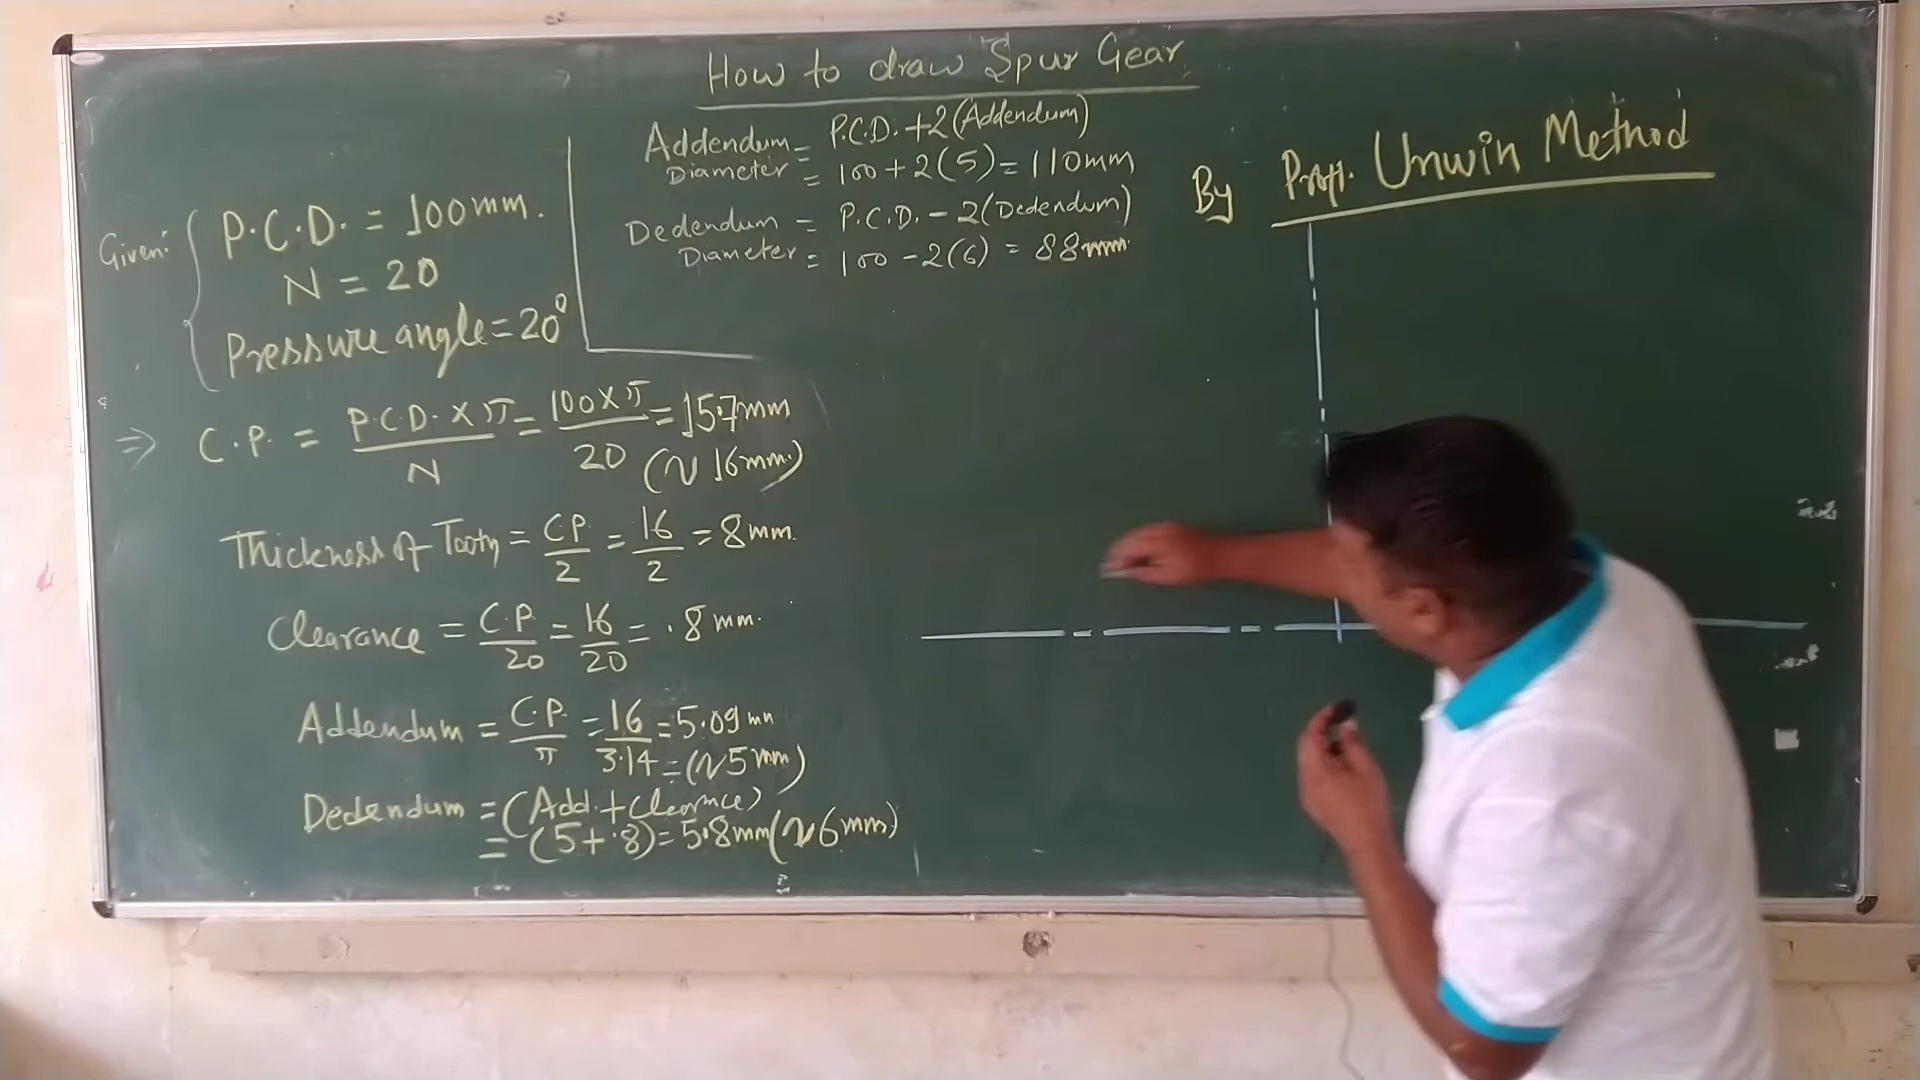 How to draw Spur Gear
Addendum = P.C.D. +2(Addendum)
Diameter = 100 + 2(5) = 110mm
Dedendum = P.C.D. - 2(Dedendum)
Diameter = 100 - 2(6) = 88mm
By Prof. Unwin Method
Given:
P.C.D. = 100mm.
N = 20
Pressure angle = 20°
⇒ C.P. = P.C.D. × π / N = 100 × π / 20 = 15.7mm
(~ 16mm.)
Thickness of Tooth = C.P. / 2 = 16 / 2 = 8mm.
Clearance = C.P. / 20 = 16 / 20 = .8 mm.
Addendum = C.P. / π = 16 / 3.14 = 5.09 mm
= (~5mm)
Dedendum = (Add. + Clearance)
= (5+.8) = 5.8mm (~6mm)